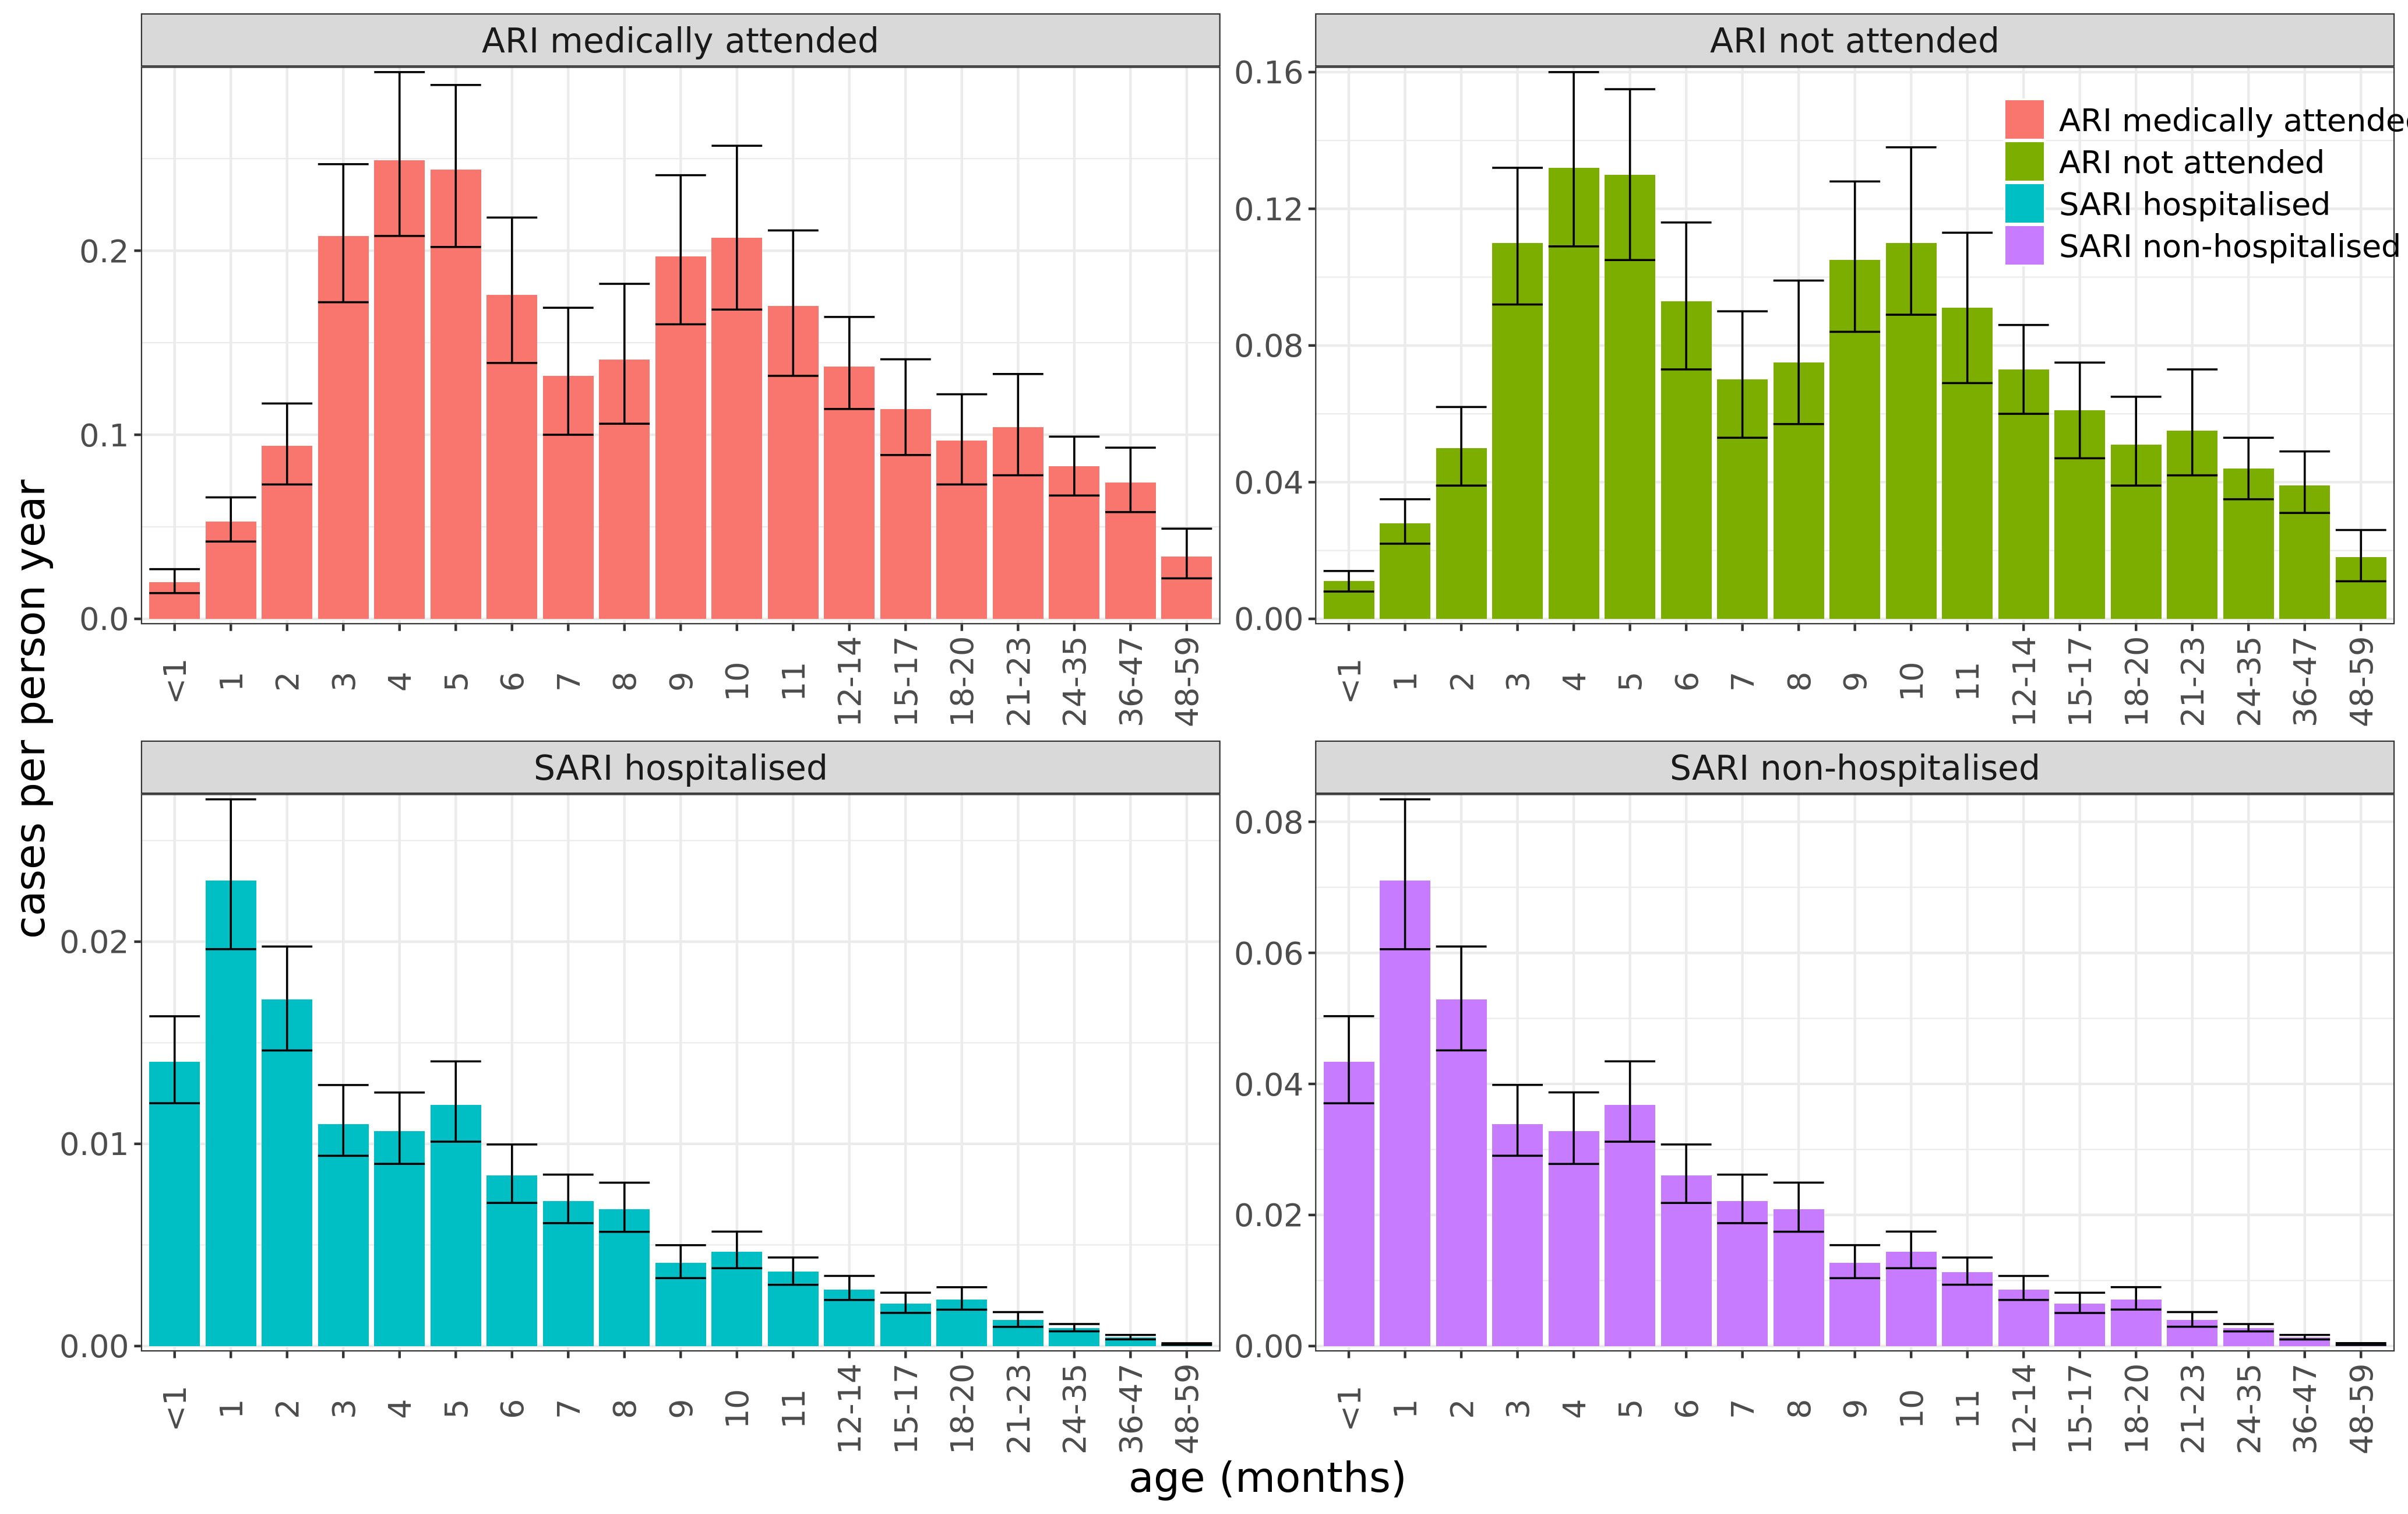 ARI medically attended
ARI not attended
0.0
0.1
0.2
0.00
0.04
0.08
0.12
0.16
ARI medically attende
ARI not attended
SARI hospitalised
SARI non-hospitalised
<1 1 2 3 4 5 6 7 8 9 10 11 12-14 15-17 18-20 21-23 24-35 36-47 48-59
<1 1 2 3 4 5 6 7 8 9 10 11 12-14 15-17 18-20 21-23 24-35 36-47 48-59
cases per person year
SARI hospitalised
SARI non-hospitalised
0.00
0.01
0.02
0.00
0.02
0.04
0.06
0.08
<1 1 2 3 4 5 6 7 8 9 10 11 12-14 15-17 18-20 21-23 24-35 36-47 48-59
<1 1 2 3 4 5 6 7 8 9 10 11 12-14 15-17 18-20 21-23 24-35 36-47 48-59
age (months)